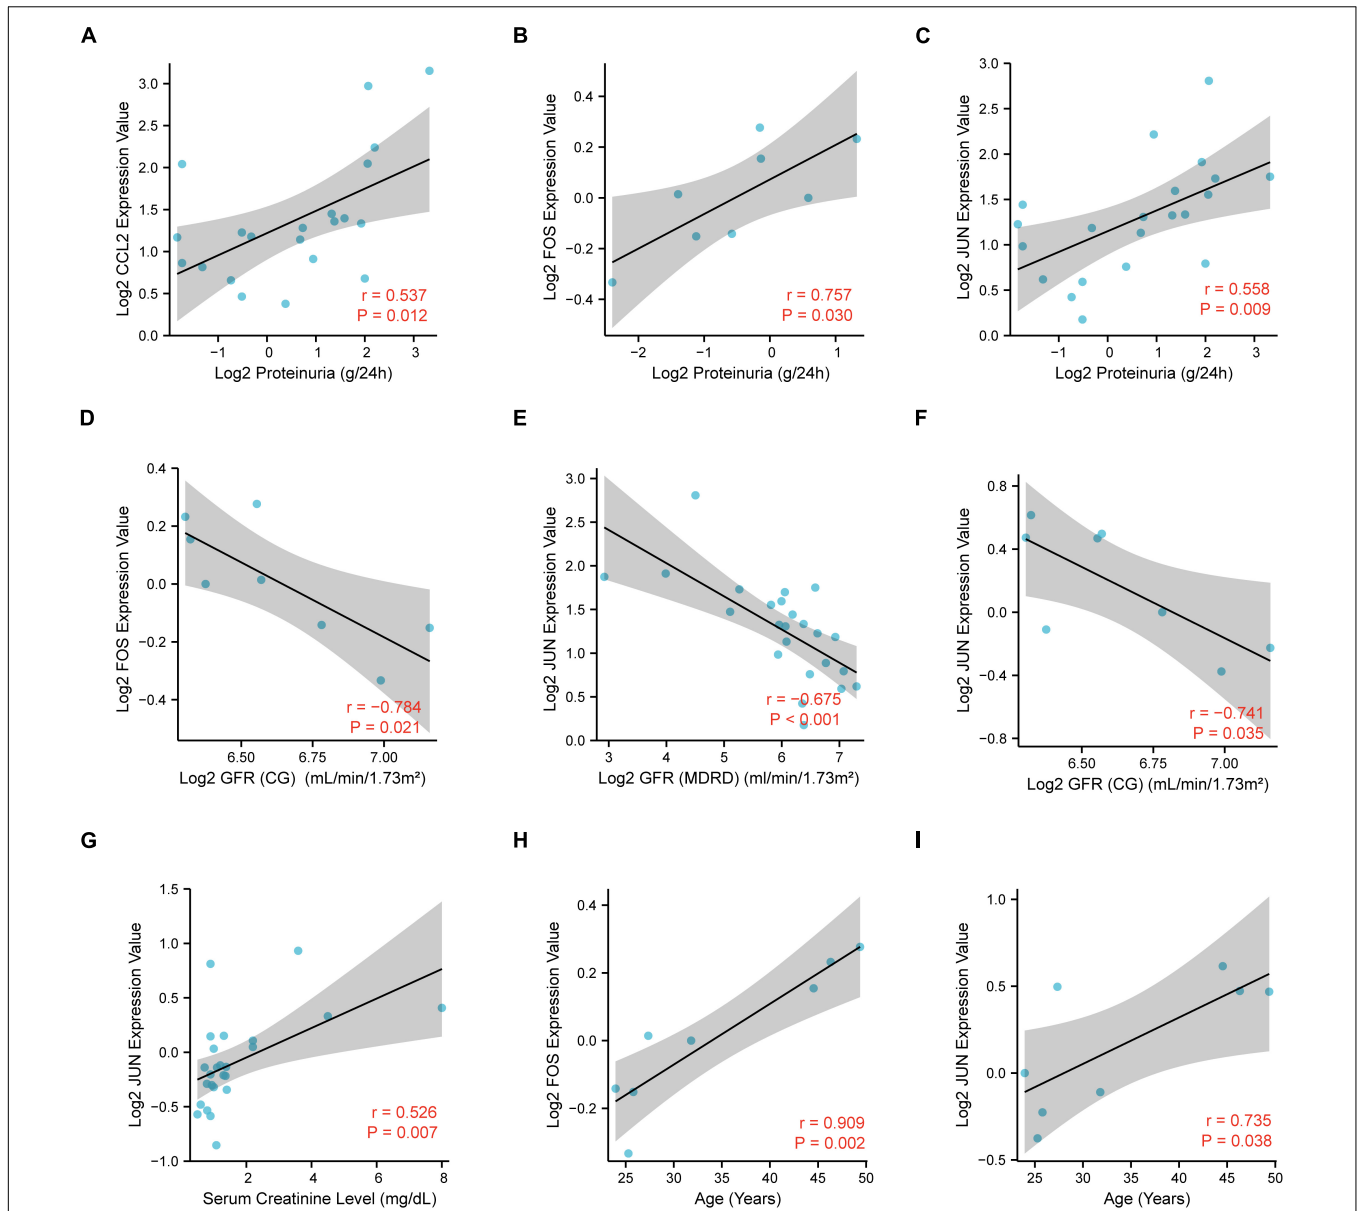 A
B
C
Log2 CCL2 Expression Value
3.0
2.5
2.0
1.5
1.0
0.5
0.0
r = 0.537
P = 0.012
−1 0 1 2 3
Log2 Proteinuria (g/24h)
Log2 FOS Expression Value
0.4
0.2
0.0
−0.2
−0.4
r = 0.757
P = 0.030
−2 −1 0 1
Log2 Proteinuria (g/24h)
Log2 JUN Expression Value
3.0
2.5
2.0
1.5
1.0
0.5
0.0
r = 0.558
P = 0.009
−1 0 1 2 3
Log2 Proteinuria (g/24h)
D
E
F
Log2 FOS Expression Value
0.4
0.2
0.0
−0.2
−0.4
r = −0.784
P = 0.021
6.50 6.75 7.00
Log2 GFR (CG) (mL/min/1.73m²)
Log2 JUN Expression Value
3.0
2.5
2.0
1.5
1.0
0.5
0.0
r = −0.675
P < 0.001
3 4 5 6 7
Log2 GFR (MDRD) (ml/min/1.73m²)
Log2 JUN Expression Value
0.8
0.4
0.0
−0.4
−0.8
r = −0.741
P = 0.035
6.50 6.75 7.00
Log2 GFR (CG) (mL/min/1.73m²)
G
H
I
Log2 JUN Expression Value
1.5
1.0
0.5
0.0
−0.5
−1.0
r = 0.526
P = 0.007
2 4 6 8
Serum Creatinine Level (mg/dL)
Log2 FOS Expression Value
0.4
0.2
0.0
−0.2
r = 0.909
P = 0.002
25 30 35 40 45 50
Age (Years)
Log2 JUN Expression Value
1.0
0.5
0.0
−0.5
r = 0.735
P = 0.038
25 30 35 40 45 50
Age (Years)